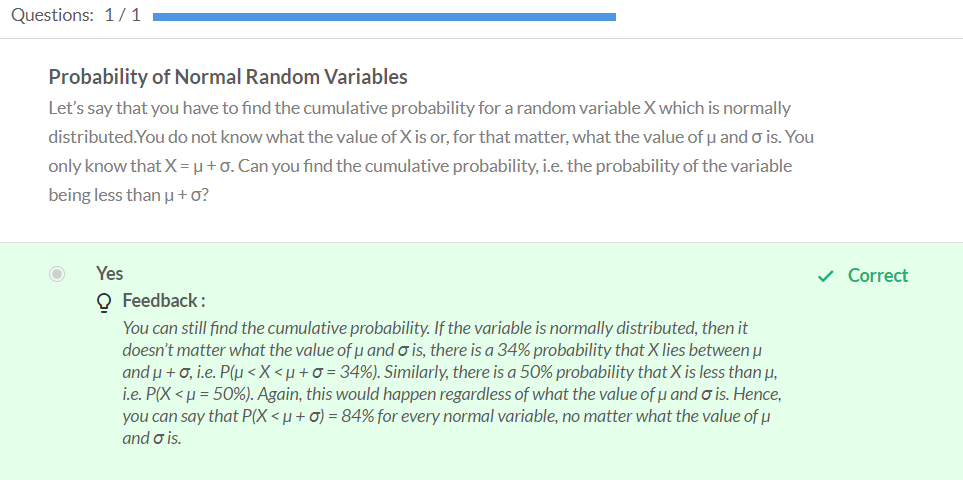 Questions: 1 / 1
Probability of Normal Random Variables
Let's say that you have to find the cumulative probability for a random variable X which is normally
distributed.You do not know what the value of X is or, for that matter, what the value of μ and σ is. You
only know that X = μ + σ. Can you find the cumulative probability, i.e. the probability of the variable
being less than μ + σ?
Yes
Correct
Feedback :
You can still find the cumulative probability. If the variable is normally distributed, then it
doesn't matter what the value of μ and σ is, there is a 34% probability that X lies between μ
and μ + σ, i.e. P(μ < X < μ + σ = 34%). Similarly, there is a 50% probability that X is less than μ,
i.e. P(X < μ = 50%). Again, this would happen regardless of what the value of μ and σ is. Hence,
you can say that P(X < μ + σ) = 84% for every normal variable, no matter what the value of μ
and σ is.